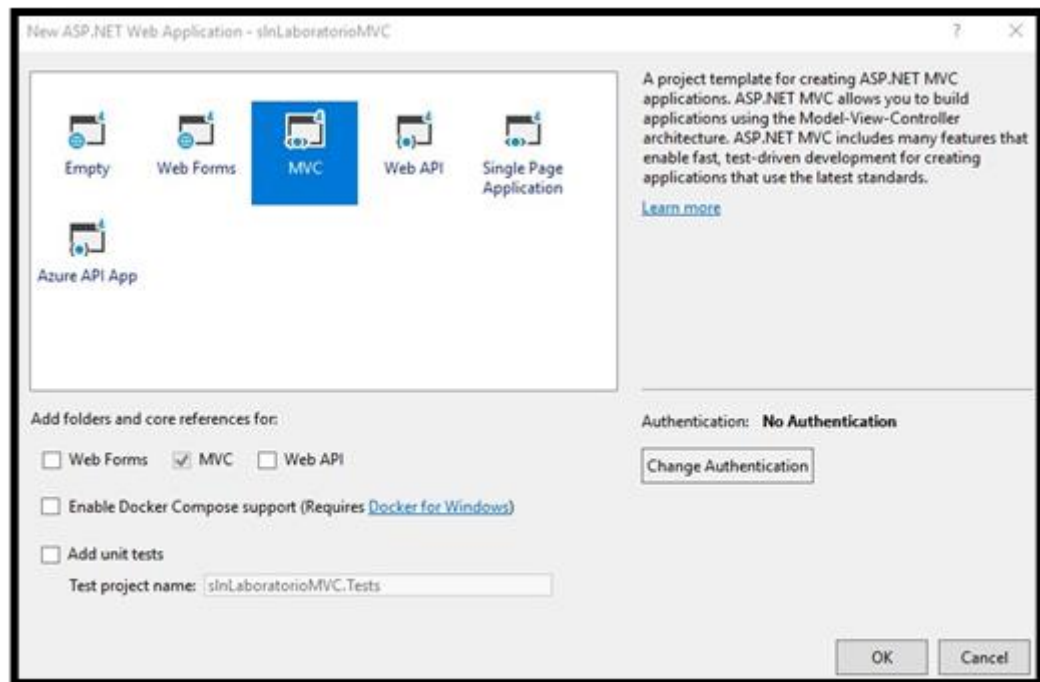 New ASP.NET Web Application - slnLaboratorioMVC
?
Empty
Web Forms
MVC
Web API
Single Page
Application
Azure API App
A project template for creating ASP.NET MVC
applications. ASP.NET MVC allows you to build
applications using the Model-View-Controller
architecture. ASP.NET MVC includes many features that
enable fast, test-driven development for creating
applications that use the latest standards.
Learn more
Add folders and core references for:
Web Forms
MVC
Web API
Enable Docker Compose support (Requires Docker for Windows)
Add unit tests
Test project name: slnLaboratorioMVC.Tests
Authentication: No Authentication
Change Authentication
OK
Cancel